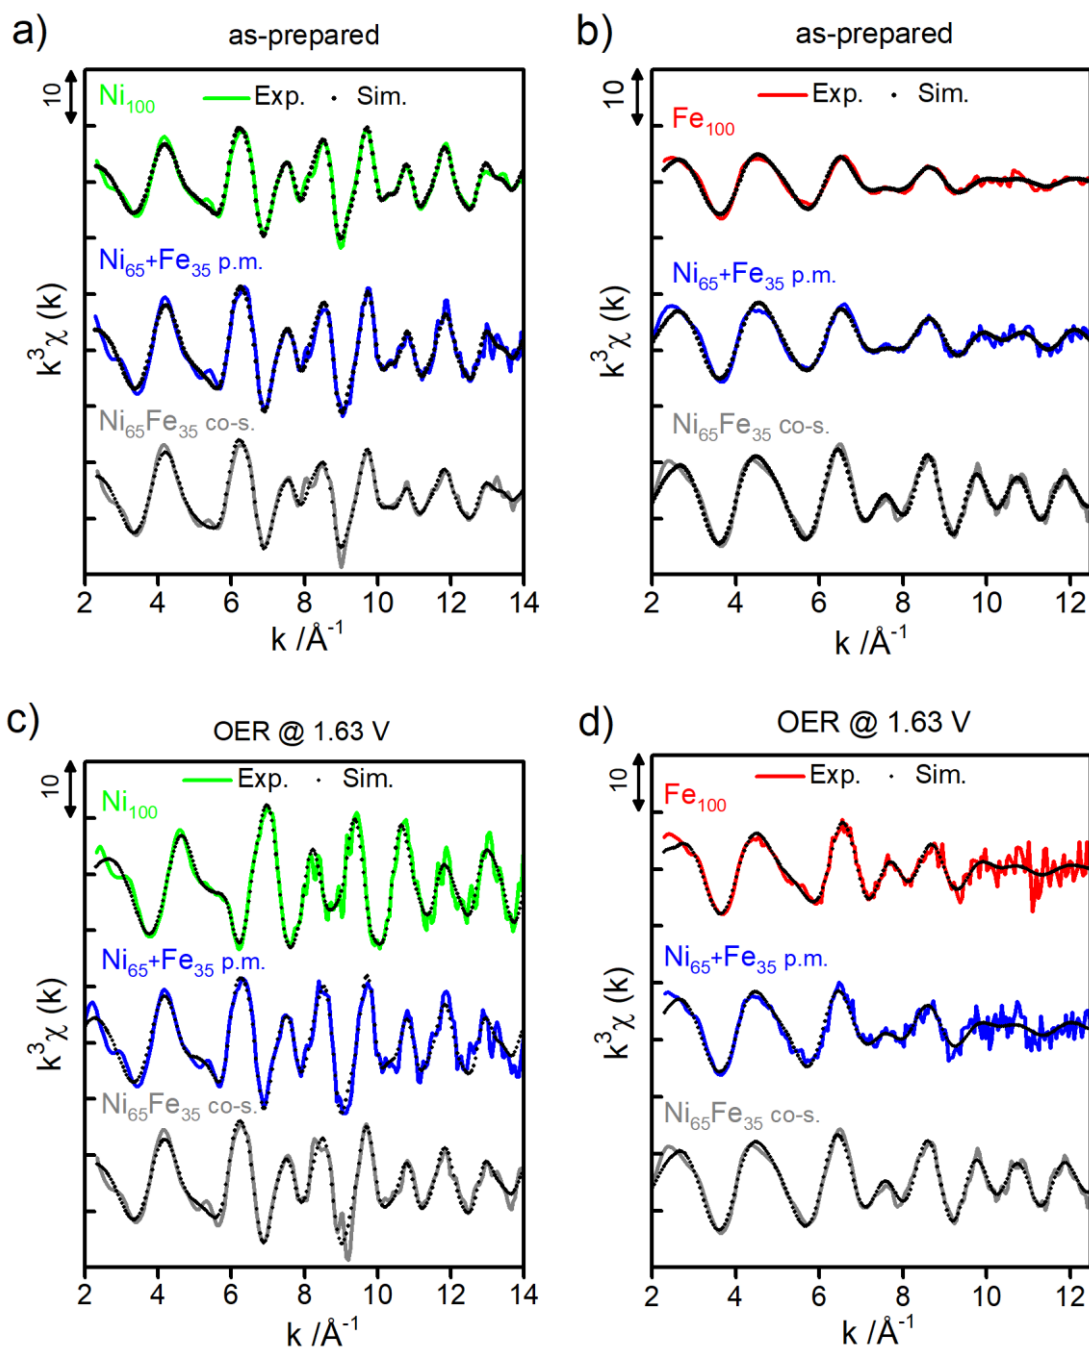 a)
as-prepared
10
Ni₁₀₀
Exp.
Sim.
Ni₆₅+Fe₃₅ p.m.
Ni₆₅Fe₃₅ co-s.
k³χ (k)
2 4 6 8 10 12 14
k /Å⁻¹
b)
as-prepared
10
Exp.
Sim.
Fe₁₀₀
Ni₆₅+Fe₃₅ p.m.
Ni₆₅Fe₃₅ co-s.
k³χ (k)
2 4 6 8 10 12
k /Å⁻¹
c)
OER @ 1.63 V
10
Exp.
Sim.
Ni₁₀₀
Ni₆₅+Fe₃₅ p.m.
Ni₆₅Fe₃₅ co-s.
k³χ (k)
2 4 6 8 10 12 14
k /Å⁻¹
d)
OER @ 1.63 V
10
Exp.
Sim.
Fe₁₀₀
Ni₆₅+Fe₃₅ p.m.
Ni₆₅Fe₃₅ co-s.
k³χ (k)
2 4 6 8 10 12
k /Å⁻¹